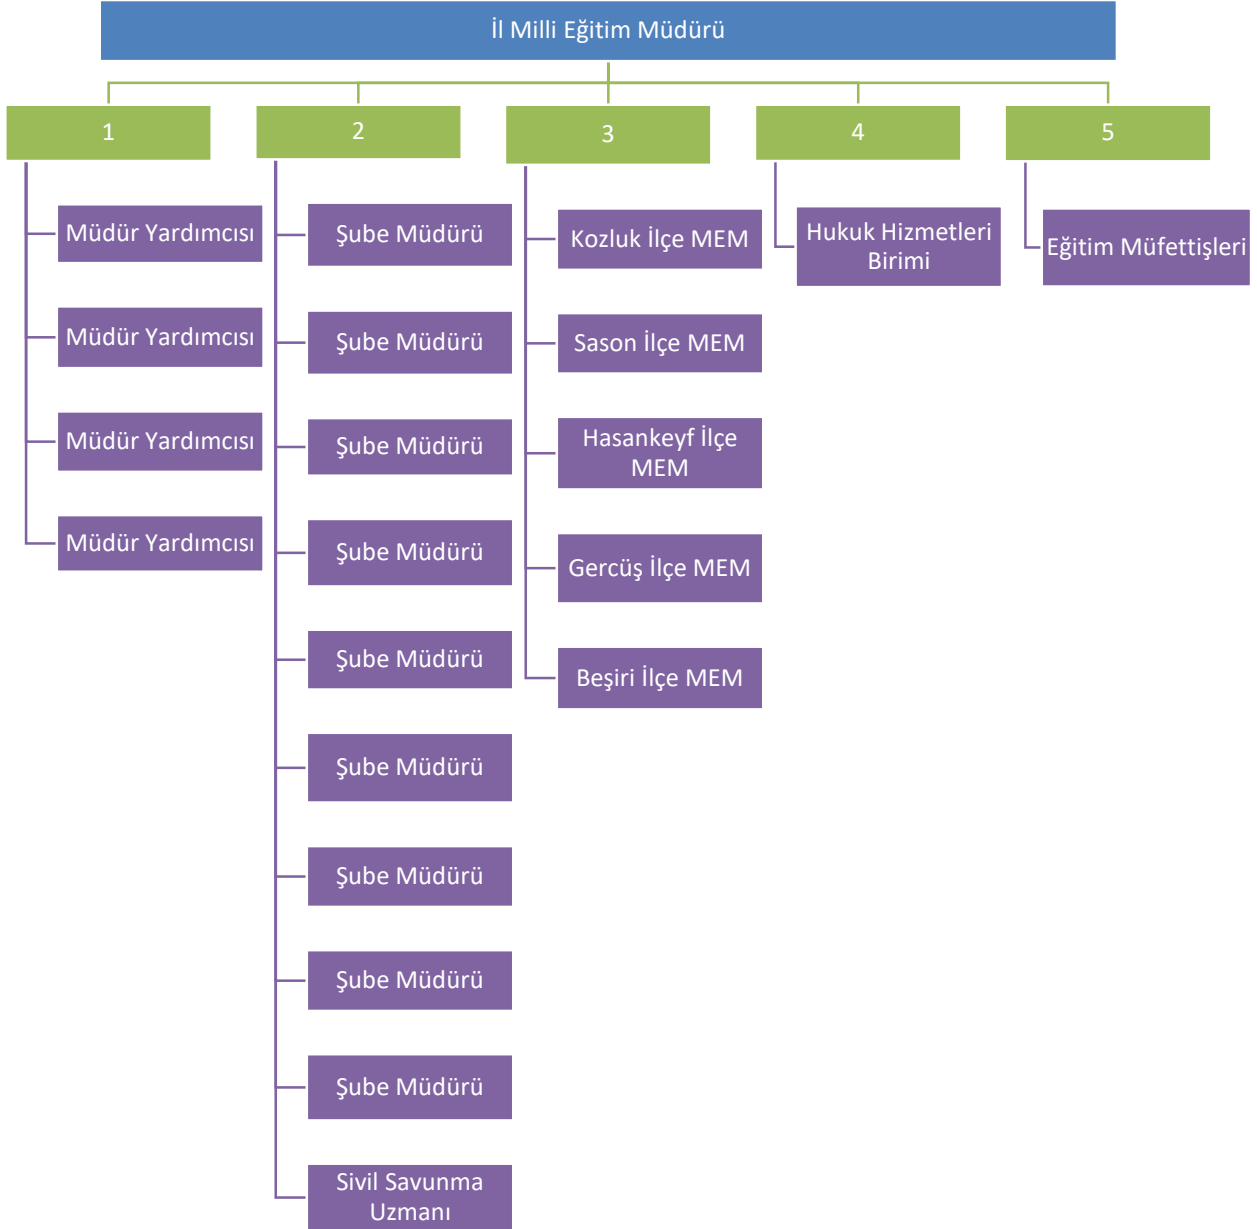 İl Milli Eğitim Müdürü
1
2
3
4
5
Müdür Yardımcısı
Müdür Yardımcısı
Müdür Yardımcısı
Müdür Yardımcısı
Şube Müdürü
Şube Müdürü
Şube Müdürü
Şube Müdürü
Şube Müdürü
Şube Müdürü
Şube Müdürü
Şube Müdürü
Şube Müdürü
Sivil Savunma
Uzmanı
Kozluk İlçe MEM
Sason İlçe MEM
Hasankeyf İlçe
MEM
Gercüş İlçe MEM
Beşiri İlçe MEM
Hukuk Hizmetleri
Birimi
Eğitim Müfettişleri